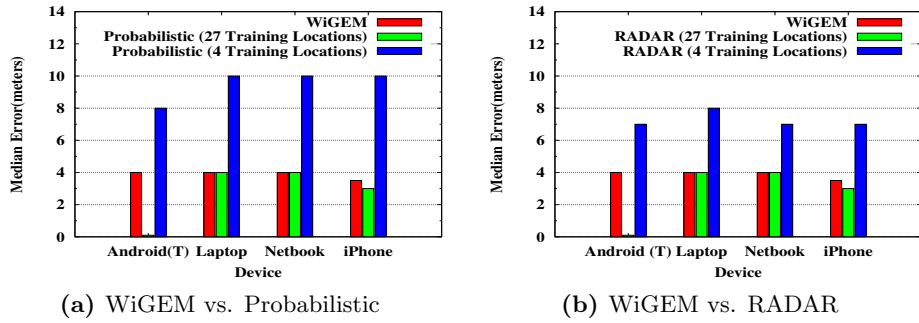 14
12
10
8
6
4
2
0
Median Error(meters)
WiGEM
Probabilistic (27 Training Locations)
Probabilistic (4 Training Locations)
Android(T) Laptop Netbook iPhone
Device
(a) WiGEM vs. Probabilistic
14
12
10
8
6
4
2
0
Median Error(meters)
WiGEM
RADAR (27 Training Locations)
RADAR (4 Training Locations)
Android (T) Laptop Netbook iPhone
Device
(b) WiGEM vs. RADAR